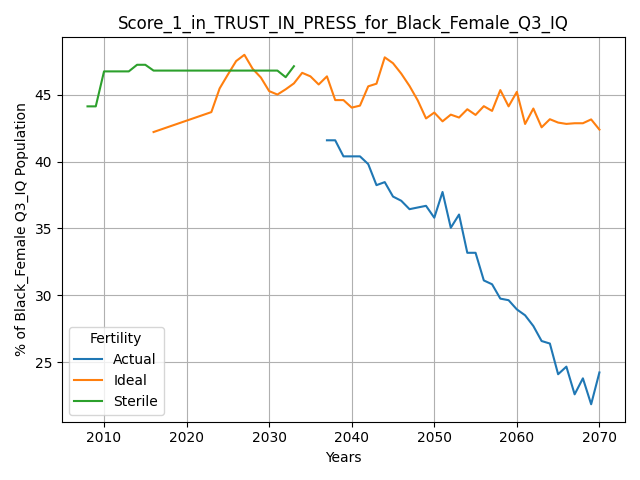 Score_1_in_TRUST_IN_PRESS_for_Black_Female_Q3_IQ
% of Black_Female Q3_IQ Population
45
40
35
30
25
Fertility
Actual
Ideal
Sterile
2010 2020 2030 2040 2050 2060 2070
Years